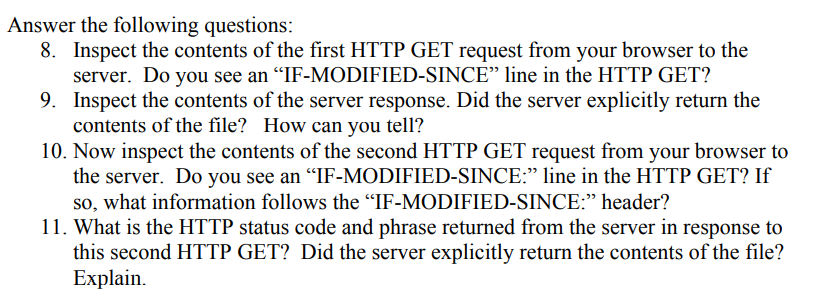 Answer the following questions:
8. Inspect the contents of the first HTTP GET request from your browser to the
server. Do you see an “IF-MODIFIED-SINCE” line in the HTTP GET?
9. Inspect the contents of the server response. Did the server explicitly return the
contents of the file? How can you tell?
10. Now inspect the contents of the second HTTP GET request from your browser to
the server. Do you see an “IF-MODIFIED-SINCE:” line in the HTTP GET? If
so, what information follows the “IF-MODIFIED-SINCE:” header?
11. What is the HTTP status code and phrase returned from the server in response to
this second HTTP GET? Did the server explicitly return the contents of the file?
Explain.